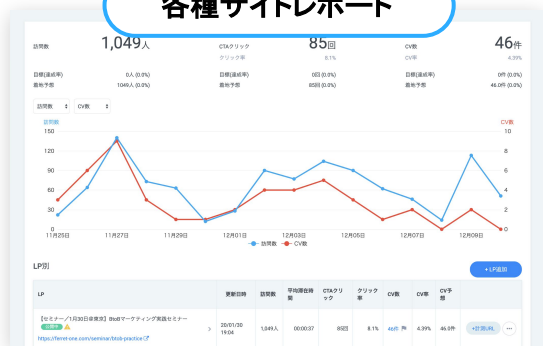 各種サイトレポート
訪問数 1,049人 CTAクリック 85回 CV数 46件
クリック率 8.1% CV率 4.39%
目標(達成率) 0人 (0.0%) 目標(達成率) 0回 (0.0%) 目標(達成率) 0件 (0.0%)
着地予想 1049人 (0.0%) 着地予想 85回 (0.0%) 着地予想 46.0件 (0.0%)
訪問数 CV数
訪問数 CV数
150 10
120 8
90 6
60 4
30 2
0 0
11月25日 11月27日 11月29日 12月01日 12月03日 12月05日 12月07日 12月09日
訪問数 CV数
LP別 +LP追加
LP 更新日時 訪問数 平均滞在時間 CTAクリック クリック率 CV数 CV率 CV予想
【セミナー／1月30日@東京】BtoBマーケティング実践セミナー
公開中
20/01/30 19:04 1,049人 00:00:37 85回 8.1% 46件 4.39% 46.0件 +計測URL
https://ferret-one.com/seminar/btob-practice